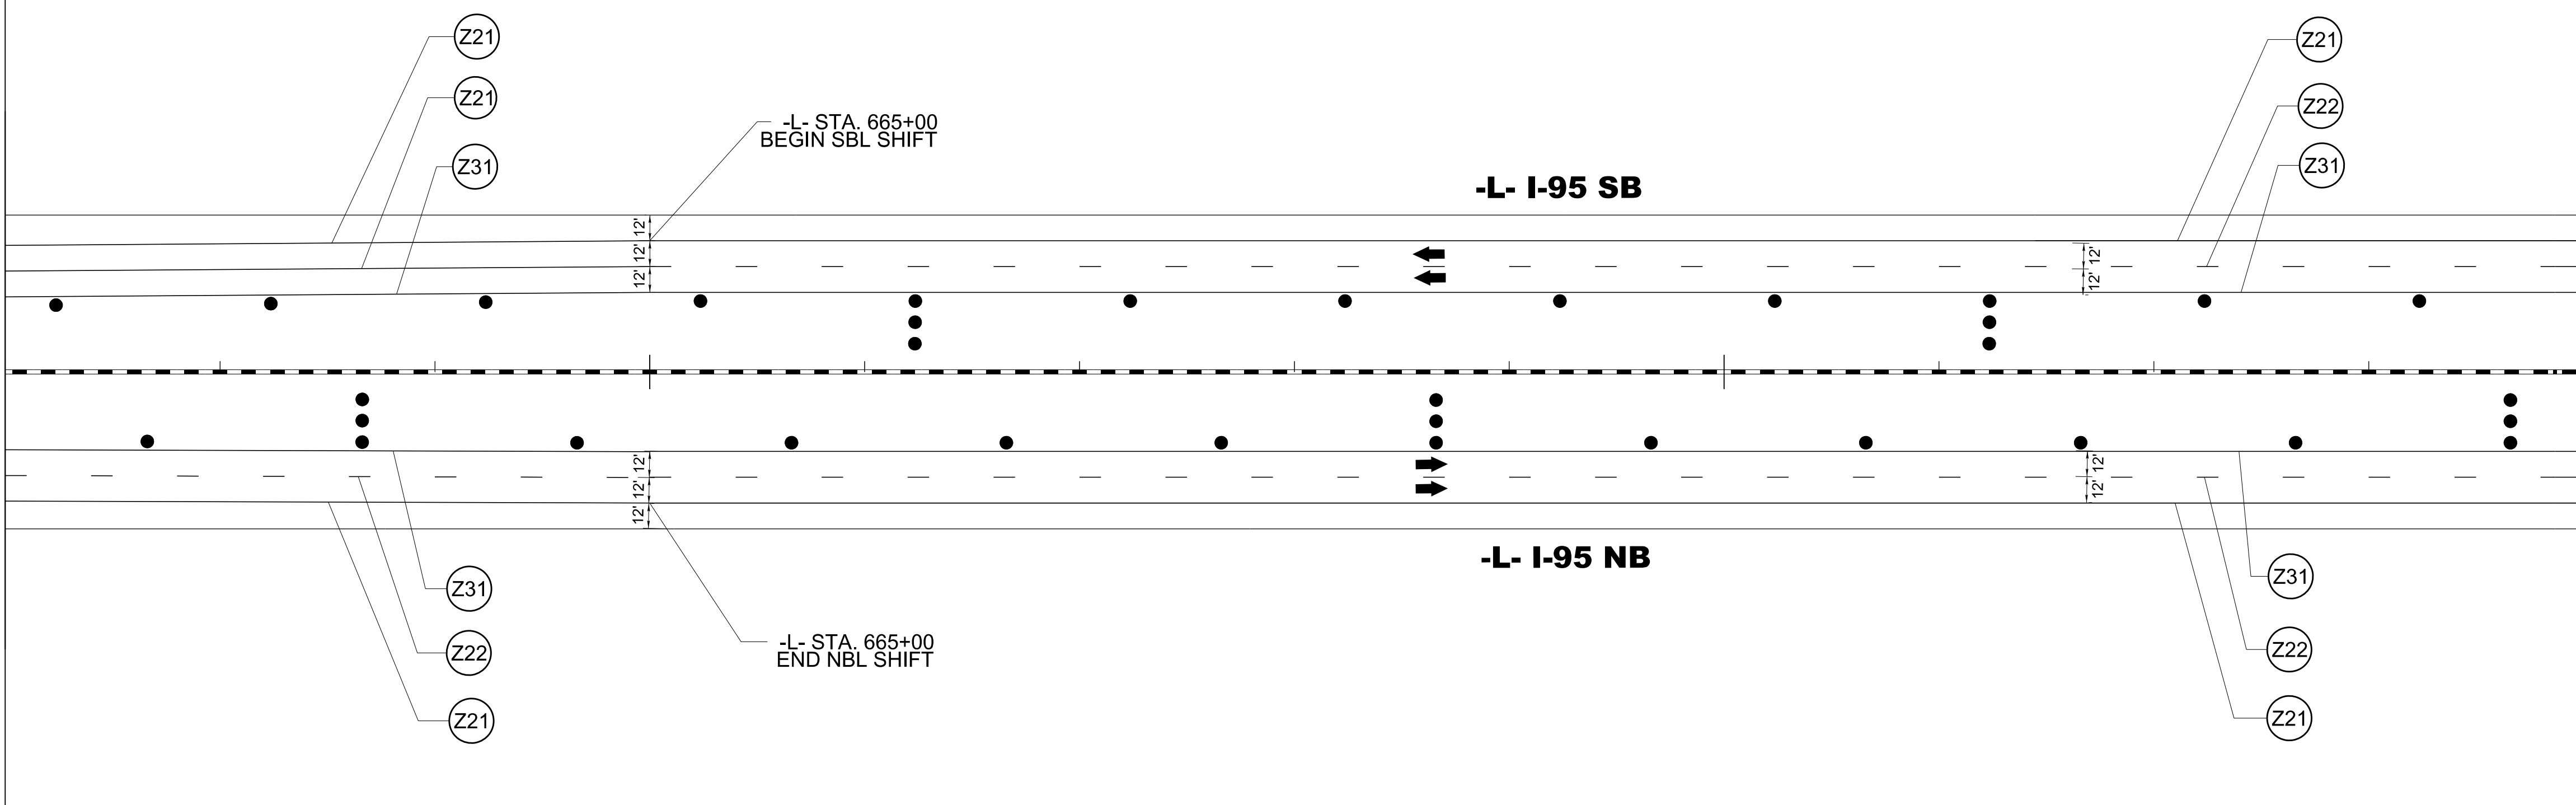 Z21
Z21
Z31
-L- STA. 665+00
BEGIN SBL SHIFT
-L- I-95 SB
Z21
Z22
Z31
12'
12'
12'
12'
12'
12'
12'
12'
12'
12'
-L- I-95 NB
-L- STA. 665+00
END NBL SHIFT
Z31
Z22
Z21
Z31
Z22
Z21